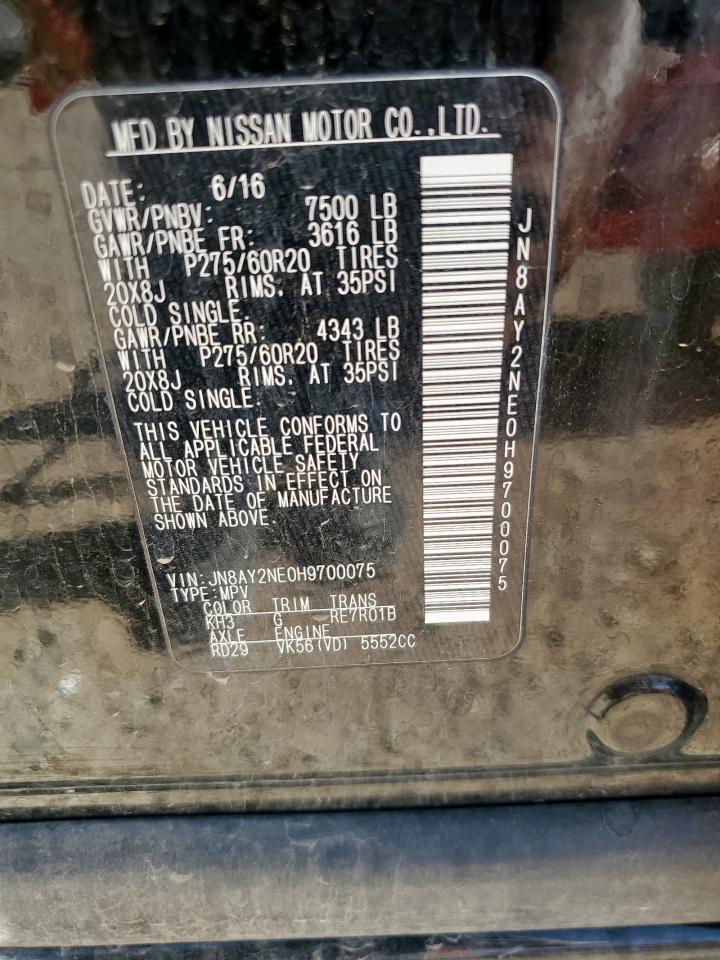 MFD BY NISSAN MOTOR CO.,LTD.
DATE: 6/16
GVWR/PNBV: 7500 LB
GAWR/PNBE FR: 3616 LB
WITH P275/60R20 TIRES
20X8J RIMS, AT 35PSI
COLD SINGLE.
GAWR/PNBE RR: 4343 LB
WITH P275/60R20 TIRES
20X8J RIMS, AT 35PSI
COLD SINGLE.
THIS VEHICLE CONFORMS TO
ALL APPLICABLE FEDERAL
MOTOR VEHICLE SAFETY
STANDARDS IN EFFECT ON
THE DATE OF MANUFACTURE
SHOWN ABOVE.
VIN:JN8AY2NE0H9700075
TYPE:MPV
COLOR TRIM TRANS
KH3 G RE7R01B
AXLE ENGINE
RD29 VK56(VD) 5552CC
JN8AY2NE0H9700075